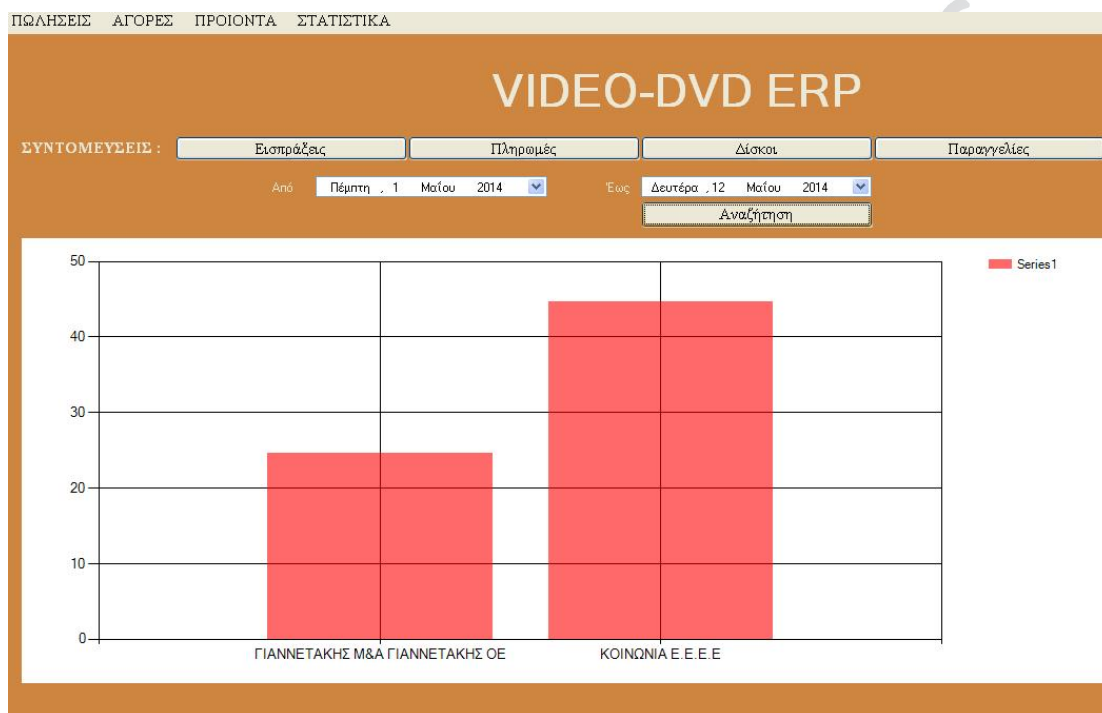 ΠΩΛΗΣΕΙΣ ΑΓΟΡΕΣ ΠΡΟΙΟΝΤΑ ΣΤΑΤΙΣΤΙΚΑ
VIDEO-DVD ERP
ΣΥΝΤΟΜΕΥΣΕΙΣ : Εισπράξεις Πληρωμές Δίσκοι Παραγγελίες
Από Πέμπτη , 1 Μαΐου 2014 Έως Δευτέρα , 12 Μαΐου 2014
Αναζήτηση
50
Series1
40
30
20
10
0
ΓΙΑΝΝΕΤΑΚΗΣ Μ&Α ΓΙΑΝΝΕΤΑΚΗΣ ΟΕ ΚΟΙΝΩΝΙΑ Ε.Ε.Ε.Ε